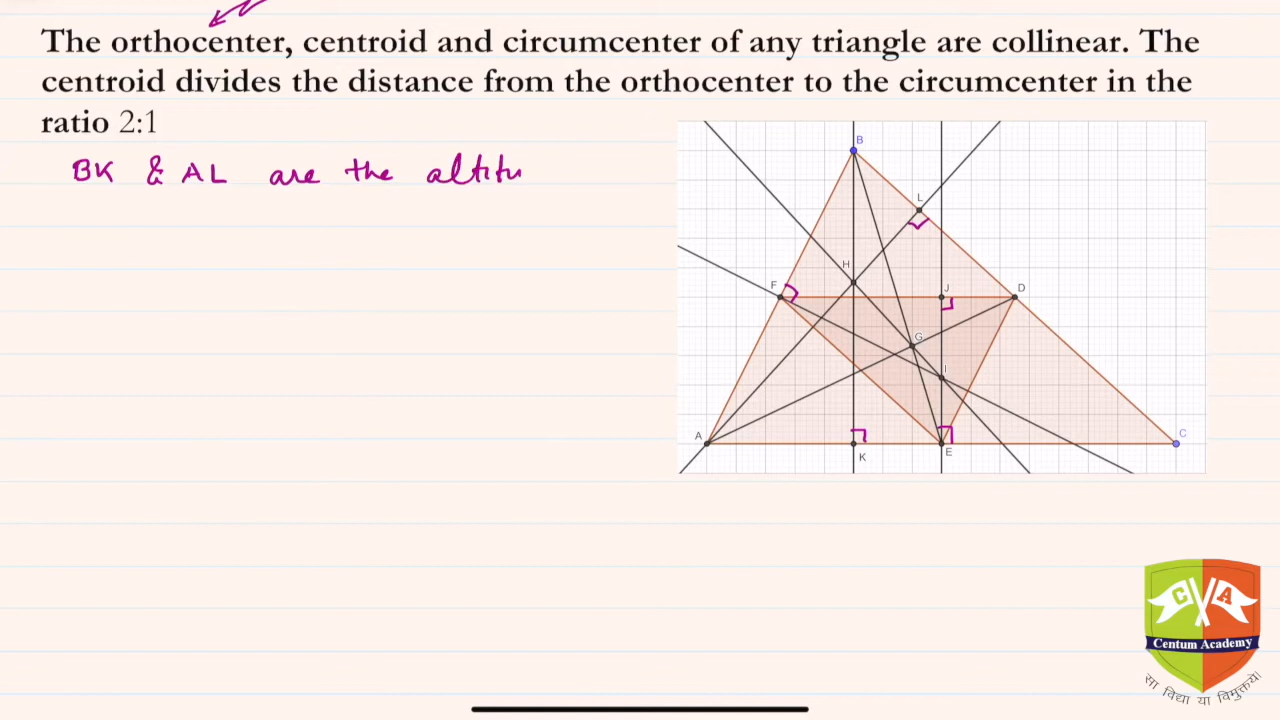 The orthocenter, centroid and circumcenter of any triangle are collinear. The
centroid divides the distance from the orthocenter to the circumcenter in the
ratio 2:1
BK & AL are the altitu
B
L
H
F
J
D
G
I
A
C
K
E
C A
Centum Academy
सा विद्या या विमुक्तये।